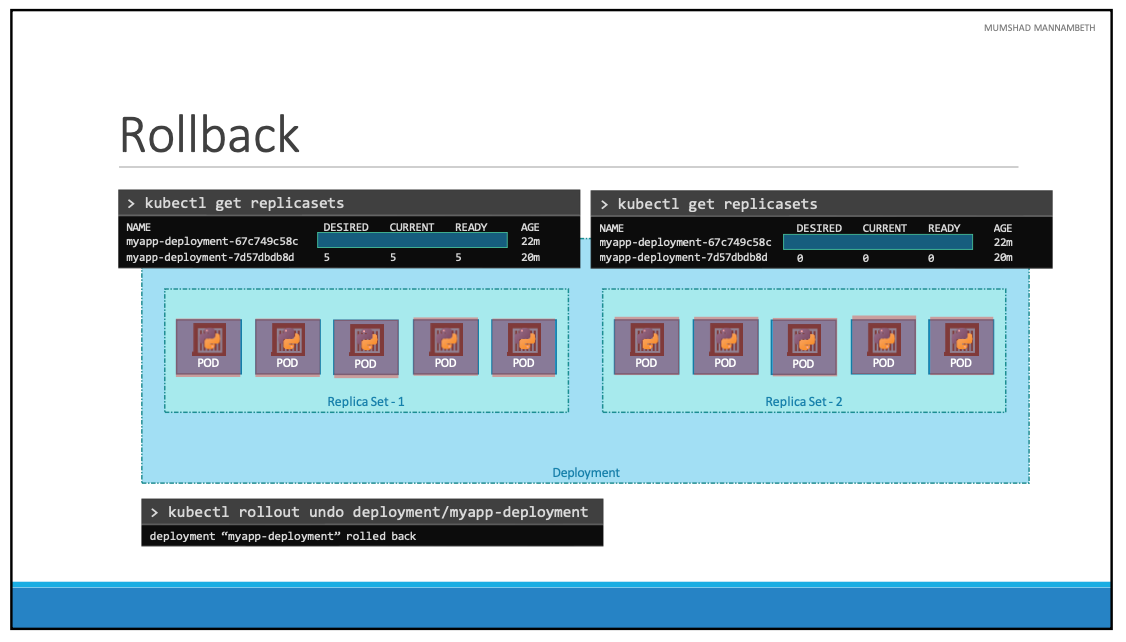 MUMSHAD MANNAMBETH
Rollback
> kubectl get replicasets
NAME DESIRED CURRENT READY AGE
myapp-deployment-67c749c58c 22m
myapp-deployment-7d57dbdb8d 5 5 5 20m
> kubectl get replicasets
NAME DESIRED CURRENT READY AGE
myapp-deployment-67c749c58c 22m
myapp-deployment-7d57dbdb8d 0 0 0 20m
POD POD POD POD POD
Replica Set - 1
POD POD POD POD POD
Replica Set - 2
Deployment
> kubectl rollout undo deployment/myapp-deployment
deployment “myapp-deployment” rolled back